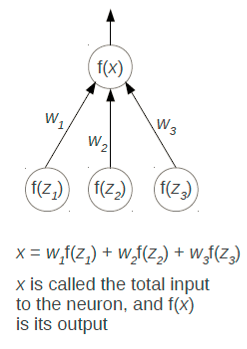 f(x)
W1
W2
W3
f(z1) f(z2) f(z3)
x = w1f(z1) + w2f(z2) + w3f(z3)
x is called the total input
to the neuron, and f(x)
is its output